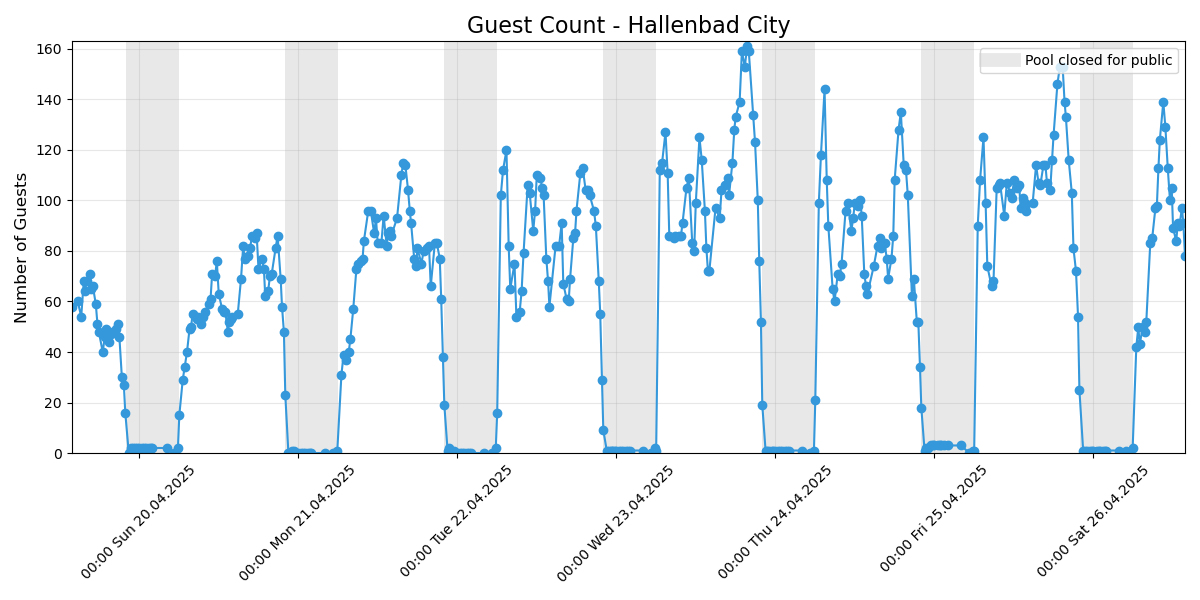 Guest Count - Hallenbad City
Pool closed for public
Number of Guests
160
140
120
100
80
60
40
20
0
00:00 Sun 20.04.2025
00:00 Mon 21.04.2025
00:00 Tue 22.04.2025
00:00 Wed 23.04.2025
00:00 Thu 24.04.2025
00:00 Fri 25.04.2025
00:00 Sat 26.04.2025